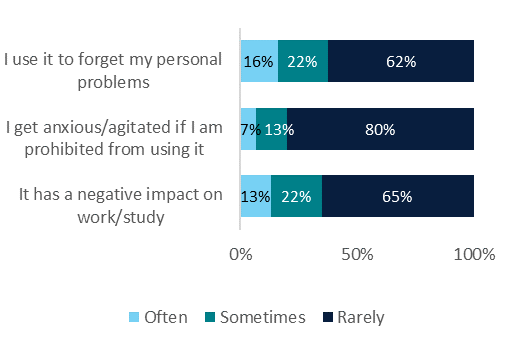 I use it to forget my personal
problems
16% 22% 62%
I get anxious/agitated if I am
prohibited from using it
7% 13% 80%
It has a negative impact on
work/study
13% 22% 65%
0% 50% 100%
Often Sometimes Rarely